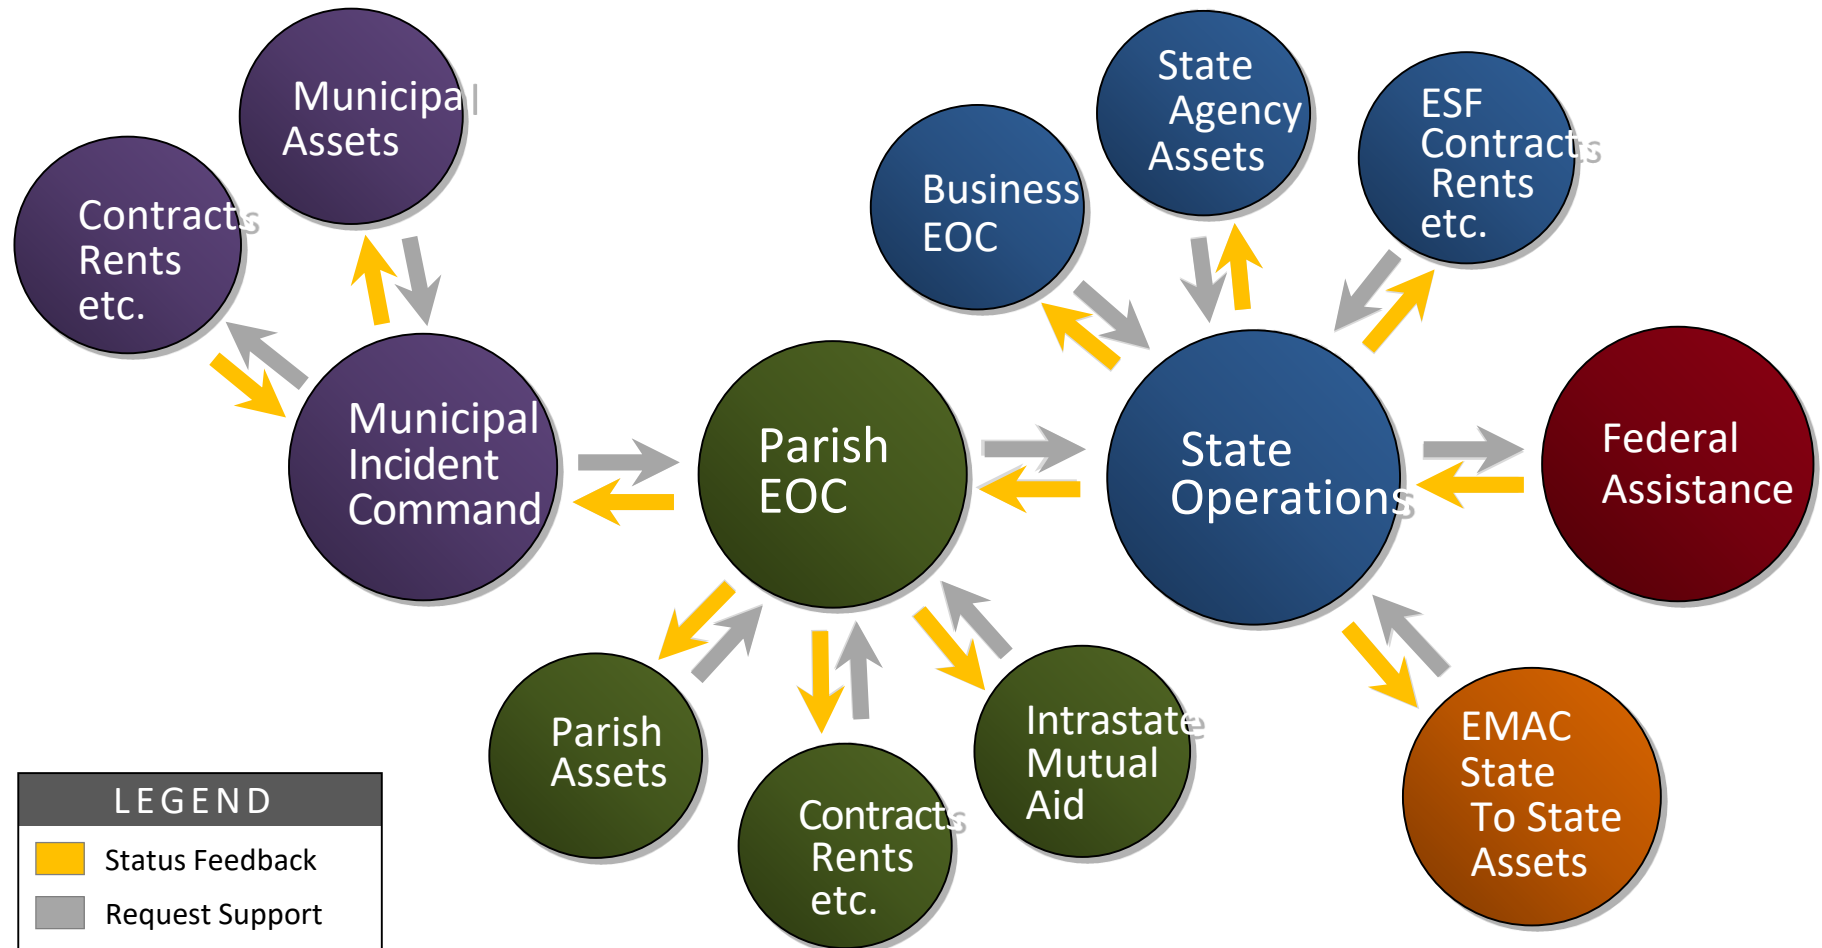 Municipal
Assets
Contracts
Rents
etc.
Municipal
Incident
Command
Parish
EOC
Parish
Assets
Contracts
Rents
etc.
Intrastate
Mutual
Aid
Business
EOC
State
Agency
Assets
ESF
Contracts
Rents
etc.
State
Operations
Federal
Assistance
EMAC
State
To State
Assets
LEGEND
Status Feedback
Request Support